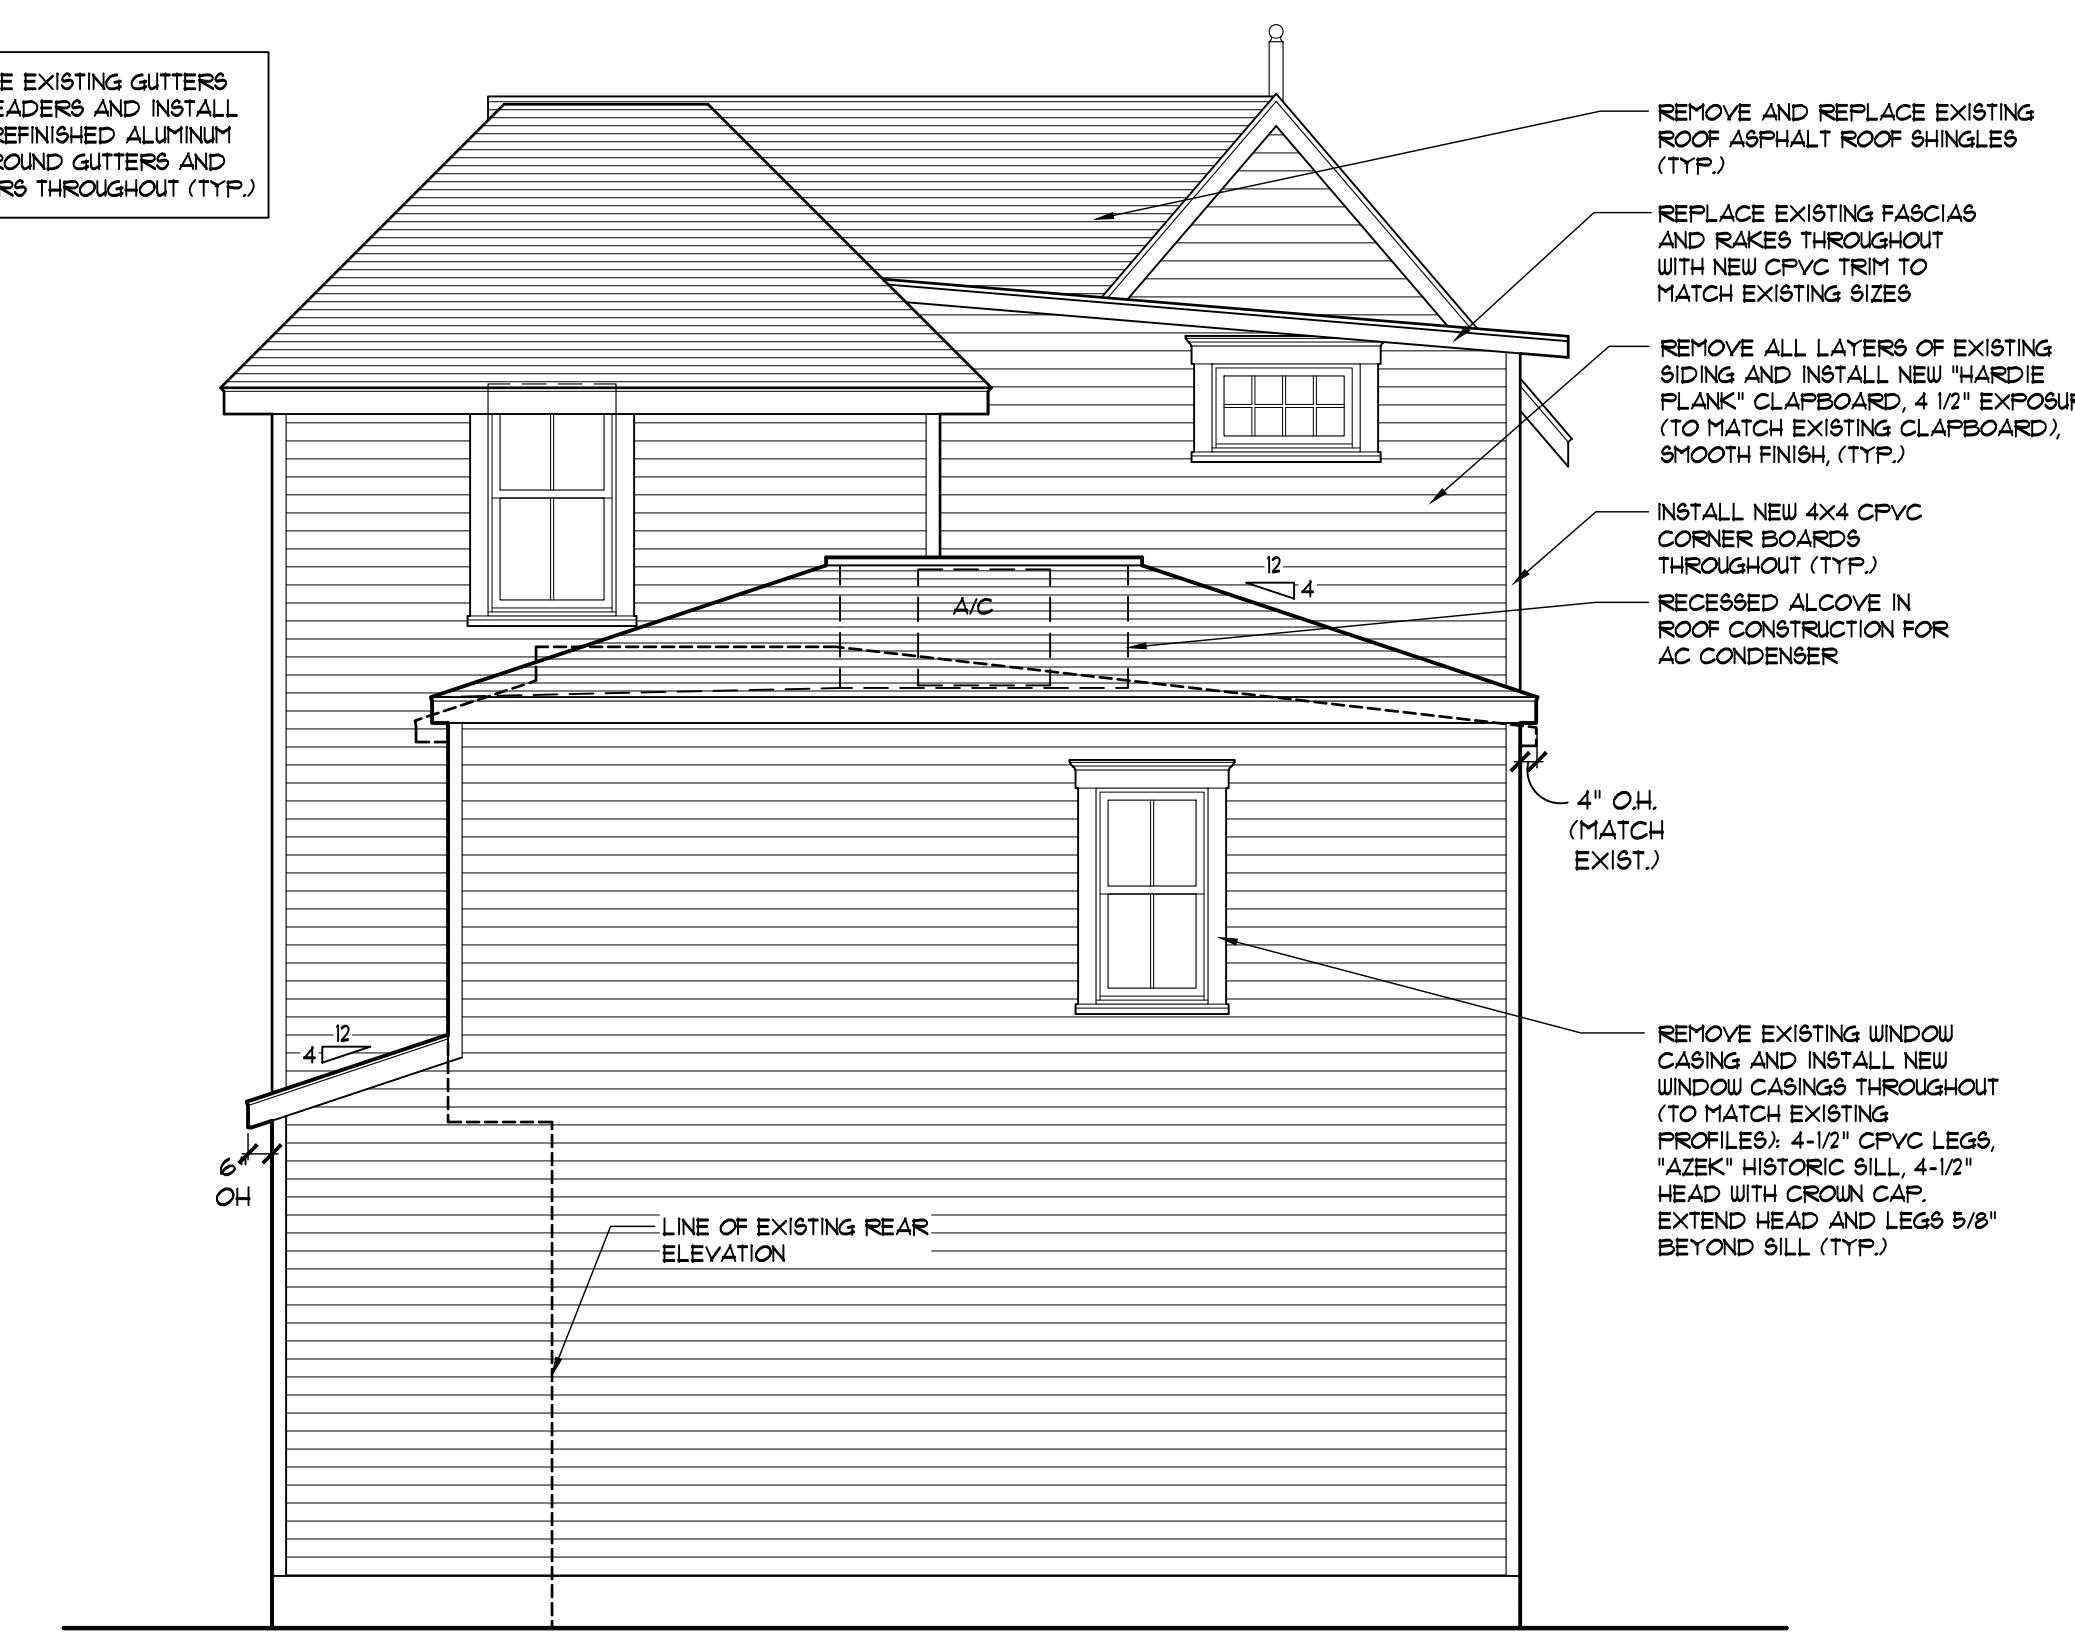 EXISTING GUTTERS
AND INSTALL
ALUMINUM
GUTTERS AND
THROUGHOUT (TYP.)
REMOVE AND REPLACE EXISTING
ROOF ASPHALT ROOF SHINGLES
(TYP.)
REPLACE EXISTING FASCIAS
AND RAKES THROUGHOUT
WITH NEW CPVC TRIM TO
MATCH EXISTING SIZES
REMOVE ALL LAYERS OF EXISTING
SIDING AND INSTALL NEW "HARDIE
PLANK" CLAPBOARD, 4 1/2"
(TO MATCH EXISTING CLAPBOARD),
SMOOTH FINISH, (TYP.)
INSTALL NEW 4X4 CPVC
CORNER BOARDS
THROUGHOUT (TYP.)
12
4
A/C
RECESSED ALCOVE IN
ROOF CONSTRUCTION FOR
AC CONDENSER
4" O.H.
(MATCH
EXIST.)
12
4
REMOVE EXISTING WINDOW
CASING AND INSTALL NEW
WINDOW CASINGS THROUGHOUT
(TO MATCH EXISTING
PROFILES): 4-1/2" CPVC LEGS,
"AZEK" HISTORIC SILL, 4-1/2"
HEAD WITH CROWN CAP.
EXTEND HEAD AND LEGS 5/8"
BEYOND SILL (TYP.)
6"
OH
LINE OF EXISTING REAR
ELEVATION